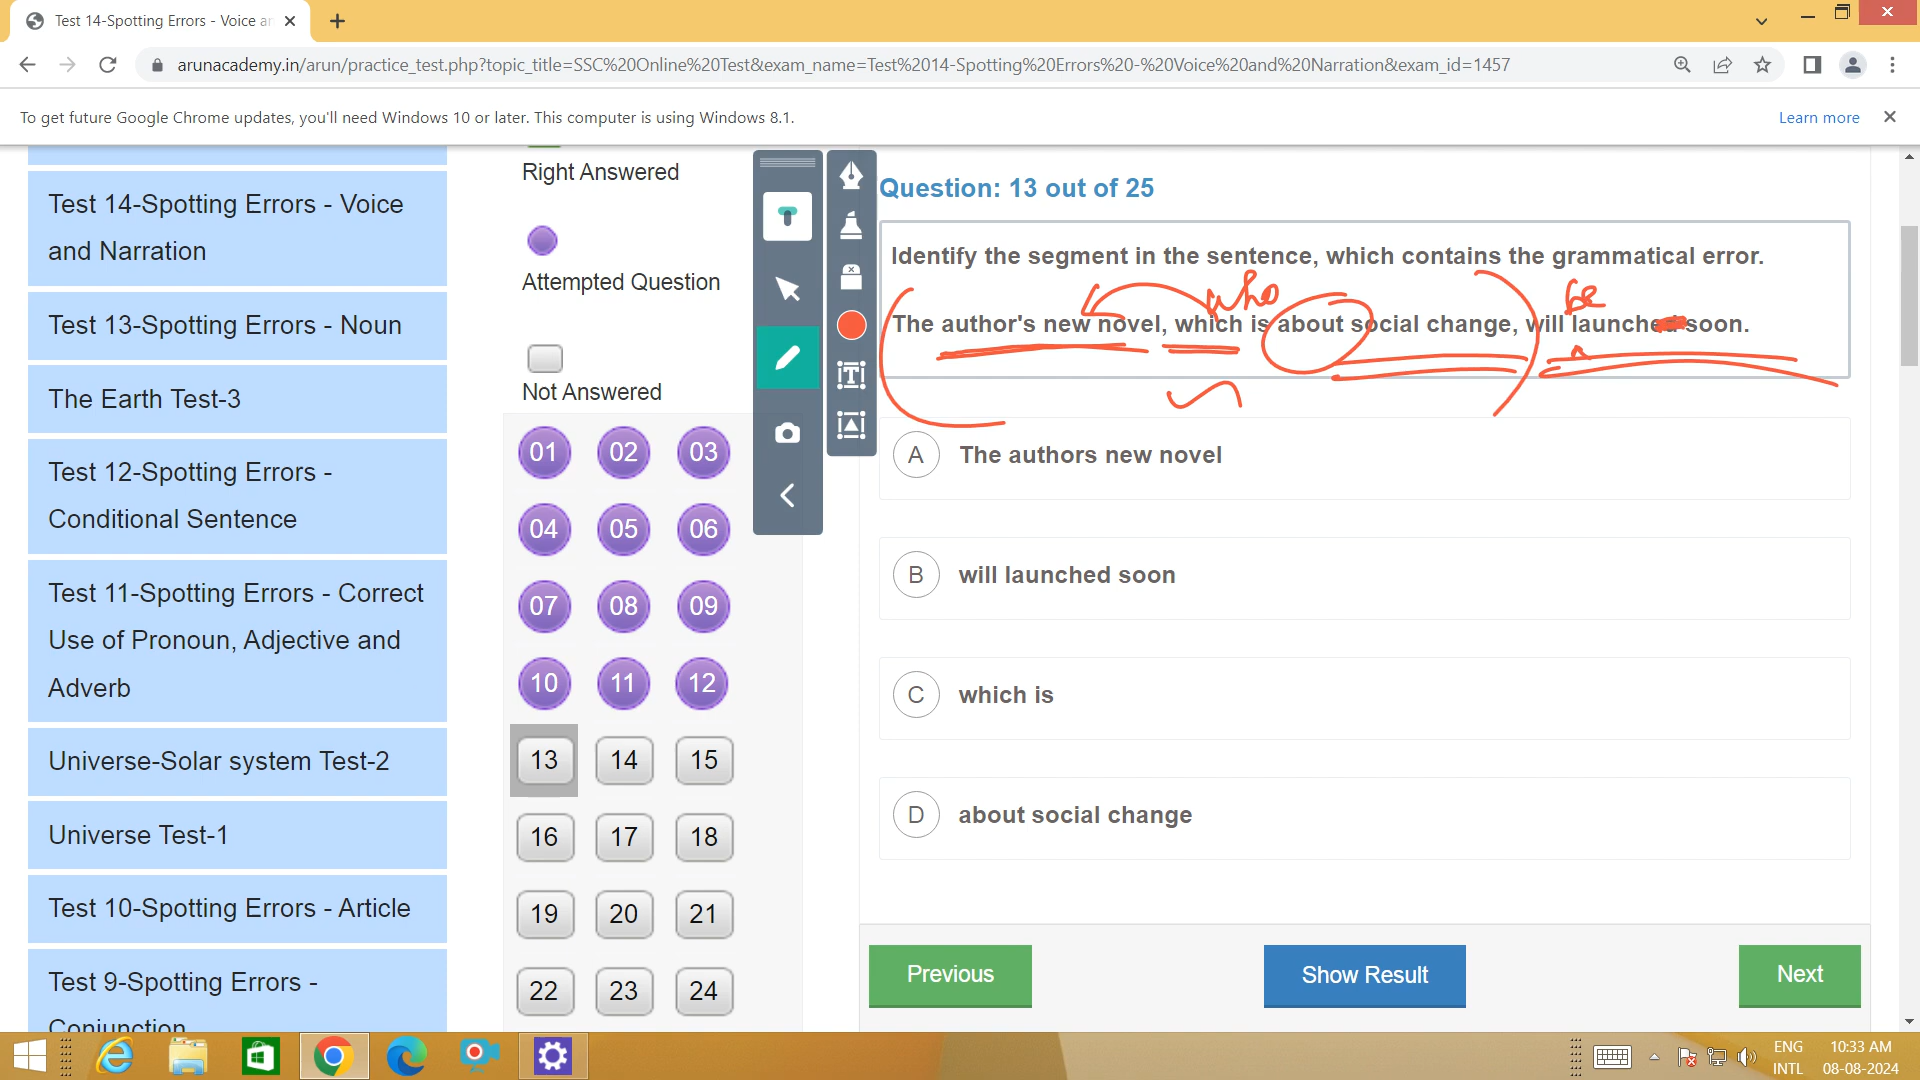 Test 14-Spotting Errors - Voice an
arunacademy.in/arun/practice_test.php?topic_title=SSC%20Online%20Test&exam_name=Test%2014-Spotting%20Errors%20-%20Voice%20and%20Narration&exam_id=1457
To get future Google Chrome updates, you'll need Windows 10 or later. This computer is using Windows 8.1.
Learn more
Test 14-Spotting Errors - Voice
and Narration
Test 13-Spotting Errors - Noun
The Earth Test-3
Test 12-Spotting Errors -
Conditional Sentence
Test 11-Spotting Errors - Correct
Use of Pronoun, Adjective and
Adverb
Universe-Solar system Test-2
Universe Test-1
Test 10-Spotting Errors - Article
Test 9-Spotting Errors -
Conjunction
Right Answered
Attempted Question
Not Answered
01 02 03
04 05 06
07 08 09
10 11 12
13 14 15
16 17 18
19 20 21
22 23 24
Question: 13 out of 25
Identify the segment in the sentence, which contains the grammatical error.
who be
The author's new novel, which is about social change, will launched soon.
A The authors new novel
B will launched soon
C which is
D about social change
Previous
Show Result
Next
ENG
INTL
10:33 AM
08-08-2024